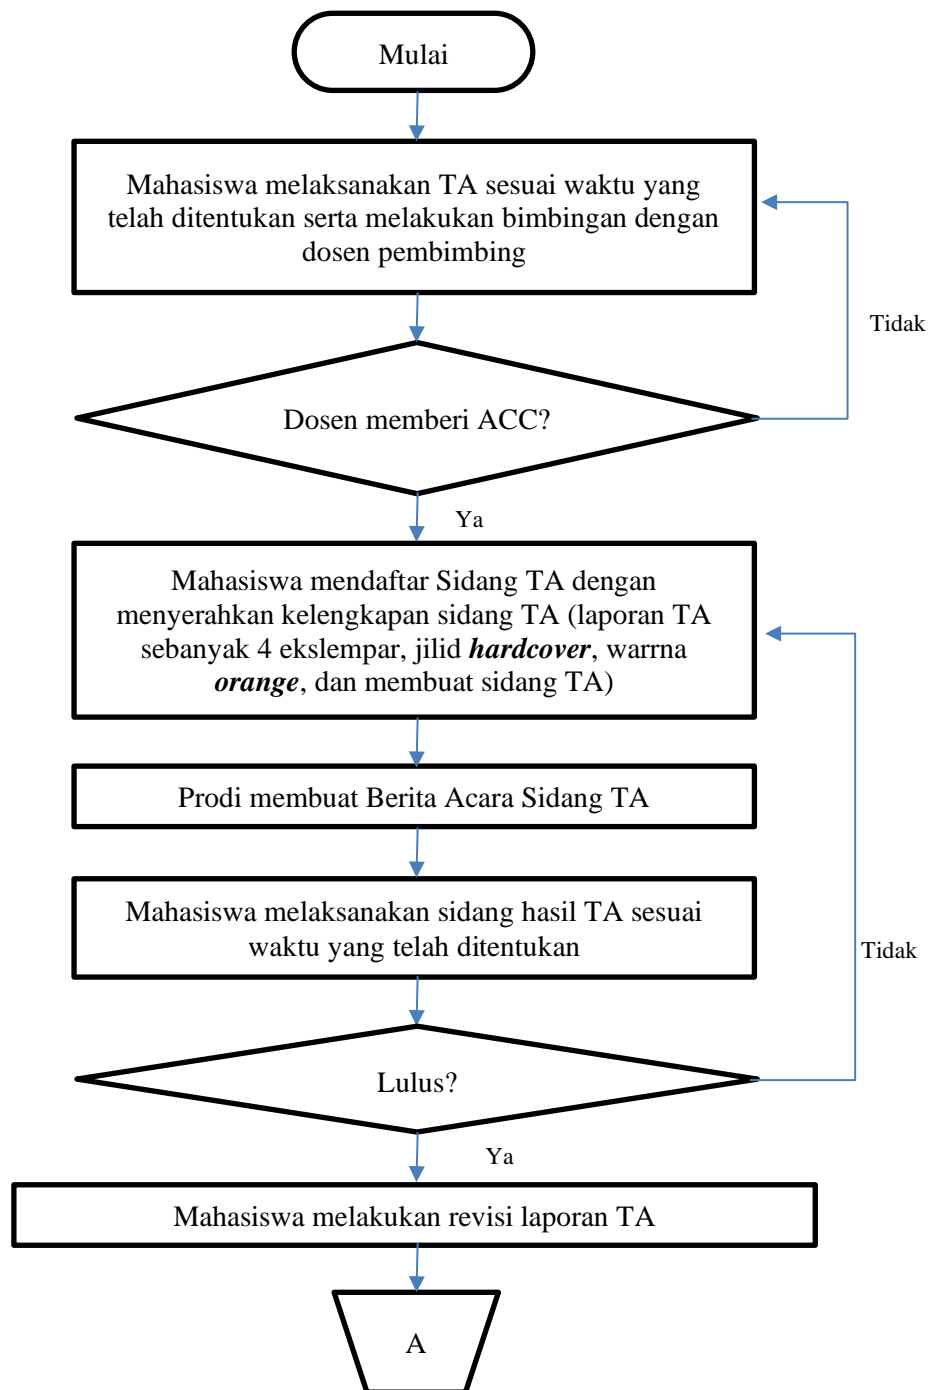 Mulai
Mahasiswa melaksanakan TA sesuai waktu yang
telah ditentukan serta melakukan bimbingan dengan
dosen pembimbing
Tidak
Dosen memberi ACC?
Ya
Mahasiswa mendaftar Sidang TA dengan
menyerahkan kelengkapan sidang TA (laporan TA
sebanyak 4 ekslempar, jilid hardcover, warrna
orange, dan membuat sidang TA)
Prodi membuat Berita Acara Sidang TA
Mahasiswa melaksanakan sidang hasil TA sesuai
waktu yang telah ditentukan
Tidak
Lulus?
Ya
Mahasiswa melakukan revisi laporan TA
A